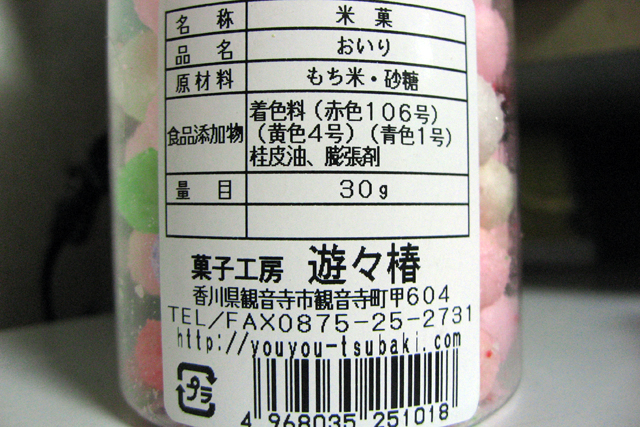 名 称 米 菓
品 名 おいり
原材料 もち米・砂糖
食品添加物 着色料（赤色106号）
（黄色4号）（青色1号）
桂皮油、膨張剤
量 目 30g
菓子工房 遊々椿
香川県観音寺市観音寺町甲604
TEL/FAX0875-25-2731
http://youyou-tsubaki.com/
プラ
4 968035 251018